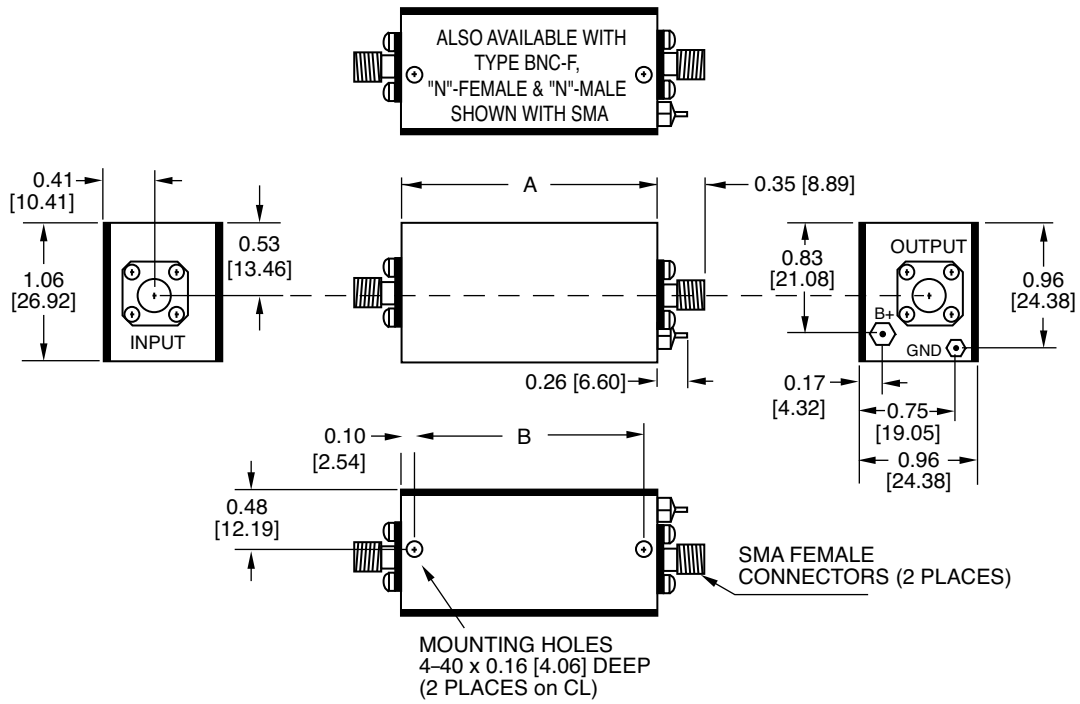 ALSO AVAILABLE WITH
TYPE BNC-F,
"N"-FEMALE & "N"-MALE
SHOWN WITH SMA
0.41
[10.41]
1.06
[26.92]
0.53
[13.46]
INPUT
A
0.35 [8.89]
0.26 [6.60]
0.83
[21.08]
OUTPUT
B+
GND
0.96
[24.38]
0.17
[4.32]
0.75
[19.05]
0.96
[24.38]
0.10
[2.54]
B
0.48
[12.19]
SMA FEMALE
CONNECTORS (2 PLACES)
MOUNTING HOLES
4–40 x 0.16 [4.06] DEEP
(2 PLACES on CL)